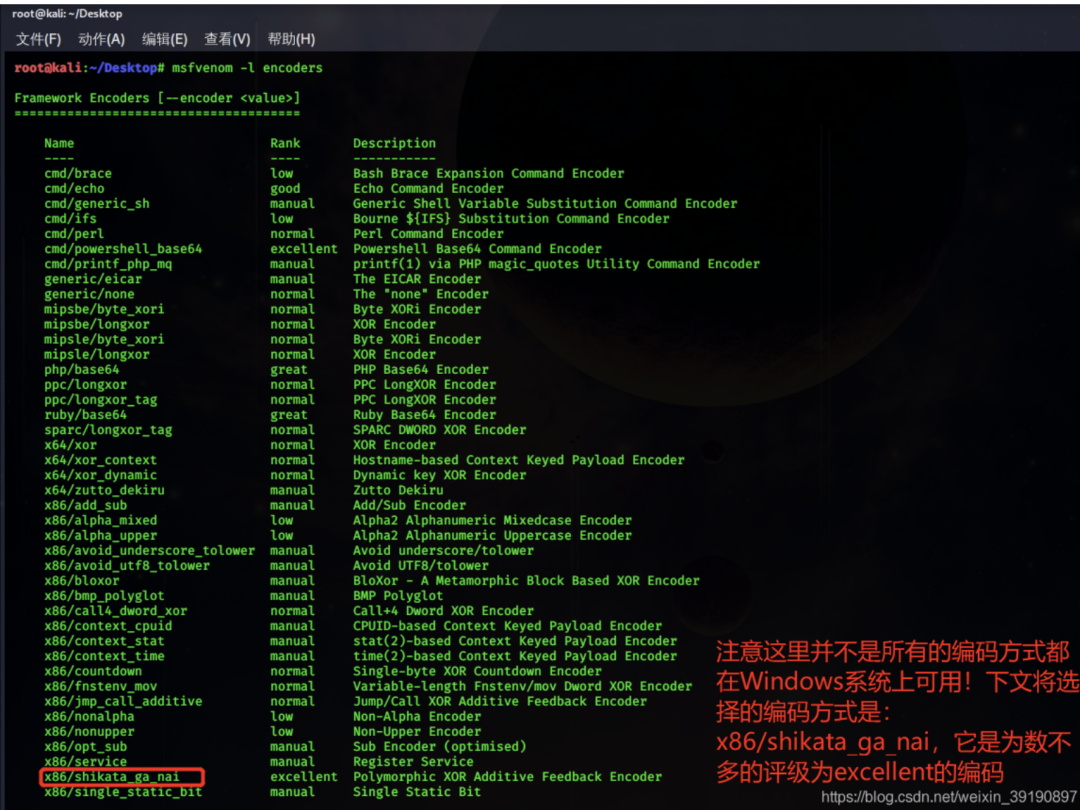 root@kali: ~/Desktop
文件(F) 动作(A) 编辑(E) 查看(V) 帮助(H)
root@kali:~/Desktop# msfvenom -l encoders
Framework Encoders [--encoder <value>]
======================================
Name Rank Description
---- ---- -----------
cmd/brace low Bash Brace Expansion Command Encoder
cmd/echo good Echo Command Encoder
cmd/generic_sh manual Generic Shell Variable Substitution Command Encoder
cmd/ifs low Bourne ${IFS} Substitution Command Encoder
cmd/perl normal Perl Command Encoder
cmd/powershell_base64 excellent Powershell Base64 Command Encoder
cmd/printf_php_mq manual printf(1) via PHP magic_quotes Utility Command Encoder
generic/eicar manual The EICAR Encoder
generic/none normal The "none" Encoder
mipsbe/byte_xori normal Byte XORi Encoder
mipsbe/longxor normal XOR Encoder
mipsle/byte_xori normal Byte XORi Encoder
mipsle/longxor normal XOR Encoder
php/base64 great PHP Base64 Encoder
ppc/longxor normal PPC LongXOR Encoder
ppc/longxor_tag normal PPC LongXOR Encoder
ruby/base64 great Ruby Base64 Encoder
sparc/longxor_tag normal SPARC DWORD XOR Encoder
x64/xor normal XOR Encoder
x64/xor_context normal Hostname-based Context Keyed Payload Encoder
x64/xor_dynamic normal Dynamic key XOR Encoder
x64/zutto_dekiru manual Zutto Dekiru
x86/add_sub manual Add/Sub Encoder
x86/alpha_mixed low Alpha2 Alphanumeric Mixedcase Encoder
x86/alpha_upper low Alpha2 Alphanumeric Uppercase Encoder
x86/avoid_underscore_tolower manual Avoid underscore/tolower
x86/avoid_utf8_tolower manual Avoid UTF8/tolower
x86/bloxor manual BloXor - A Metamorphic Block Based XOR Encoder
x86/bmp_polyglot manual BMP Polyglot
x86/call4_dword_xor normal Call+4 Dword XOR Encoder
x86/context_cpuid manual CPUID-based Context Keyed Payload Encoder
x86/context_stat manual stat(2)-based Context Keyed Payload Encoder
x86/context_time manual time(2)-based Context Keyed Payload Encoder
x86/countdown normal Single-byte XOR Countdown Encoder
x86/fnstenv_mov normal Variable-length Fnstenv/mov Dword XOR Encoder
x86/jmp_call_additive normal Jump/Call XOR Additive Feedback Encoder
x86/nonalpha low Non-Alpha Encoder
x86/nonupper low Non-Upper Encoder
x86/opt_sub manual Sub Encoder (optimised)
x86/service manual Register Service
x86/shikata_ga_nai excellent Polymorphic XOR Additive Feedback Encoder
x86/single_static_bit manual Single Static Bit
注意这里并不是所有的编码方式都
在Windows系统上可用！下文将选
择的编码方式是：
x86/shikata_ga_nai，它是为数不
多的评级为excellent的编码
https://blog.csdn.net/weixin_39190897